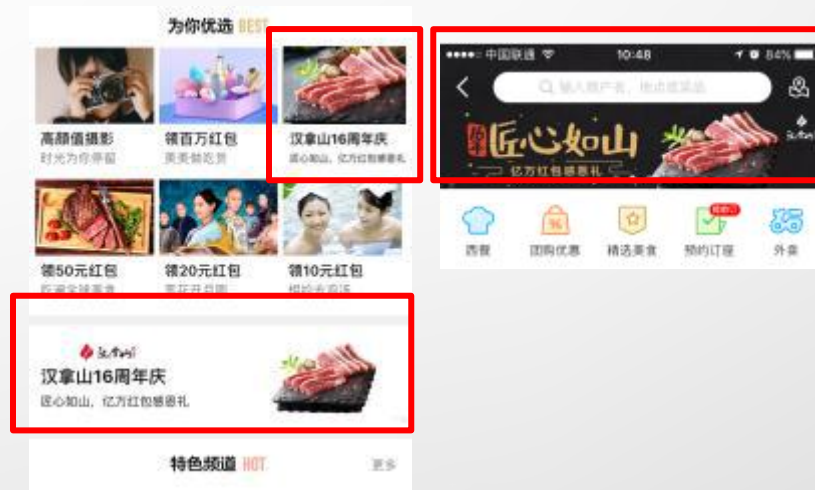 为你优选 BEST
高颜值摄影
时光为你停留
领百万红包
美美做吃货
汉拿山16周年庆
匠心如山，亿万红包感恩礼
领50元红包
领20元红包
领10元红包
汉拿山16周年庆
匠心如山，亿万红包感恩礼
特色频道 HOT 更多
中国联通 10:48 84%
匠心如山
亿万红包感恩礼
西餐
团购优惠
精选美食
预约订座
外卖